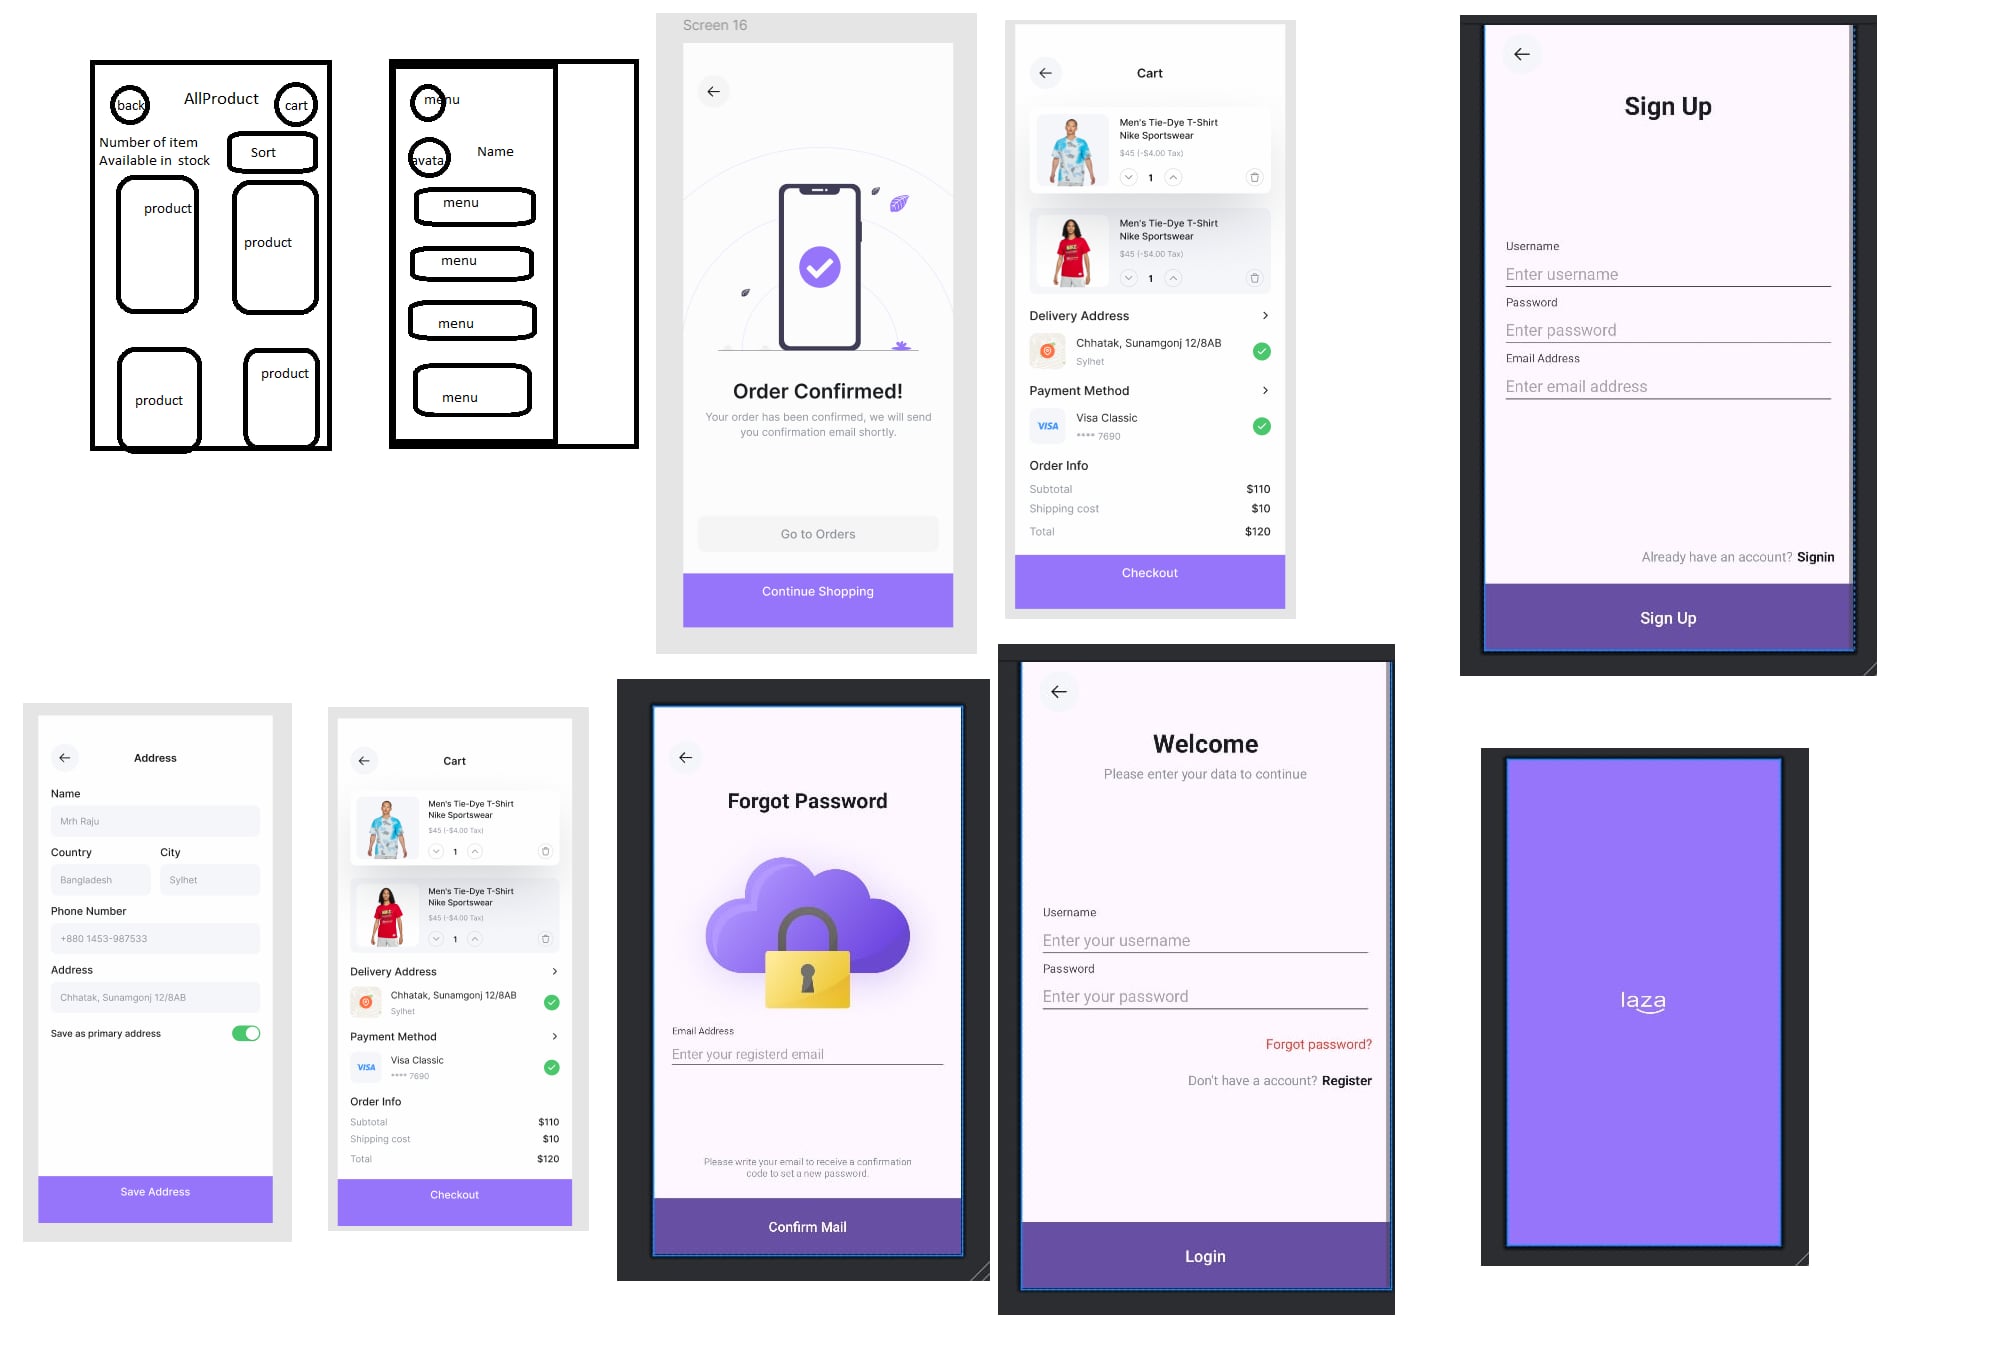 back
AllProduct
cart
Number of item
Available in stock
Sort
product
product
product
product
menu
avata
Name
menu
menu
menu
menu
Screen 16
Order Confirmed!
Your order has been confirmed, we will send
you confirmation email shortly.
Go to Orders
Continue Shopping
Cart
Men's Tie-Dye T-Shirt
Nike Sportswear
$45 (-$4.00 Tax)
1
Men's Tie-Dye T-Shirt
Nike Sportswear
$45 (-$4.00 Tax)
1
Delivery Address
Chhatak, Sunamgonj 12/8AB
Sylhet
Payment Method
VISA
Visa Classic
**** 7690
Order Info
Subtotal $110
Shipping cost $10
Total $120
Checkout
Sign Up
Username
Enter username
Password
Enter password
Email Address
Enter email address
Already have an account? Signin
Sign Up
Address
Name
Mrh Raju
Country City
Bangladesh Sylhet
Phone Number
+880 1453-987533
Address
Chhatak, Sunamgonj 12/8AB
Save as primary address
Save Address
Cart
Men's Tie-Dye T-Shirt
Nike Sportswear
$45 (-$4.00 Tax)
1
Men's Tie-Dye T-Shirt
Nike Sportswear
$45 (-$4.00 Tax)
1
Delivery Address
Chhatak, Sunamgonj 12/8AB
Sylhet
Payment Method
VISA
Visa Classic
**** 7690
Order Info
Subtotal $110
Shipping cost $10
Total $120
Checkout
Forgot Password
Email Address
Enter your registerd email
Please write your email to receive a confirmation
code to set a new password.
Confirm Mail
Welcome
Please enter your data to continue
Username
Enter your username
Password
Enter your password
Forgot password?
Don't have a account? Register
Login
laza